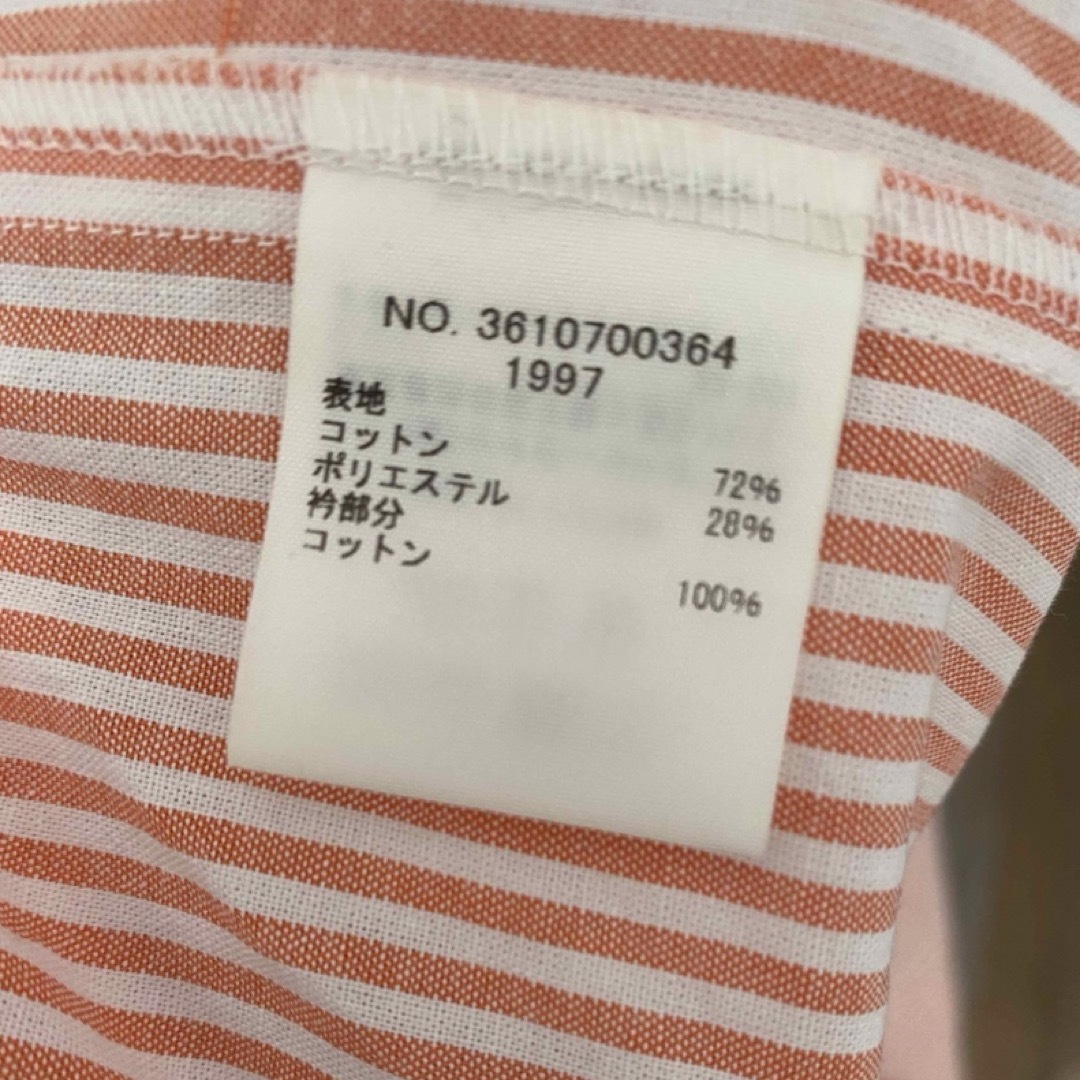 NO. 3610700364
1997
表地
コットン 72%
ポリエステル 28%
衿部分
コットン 100%